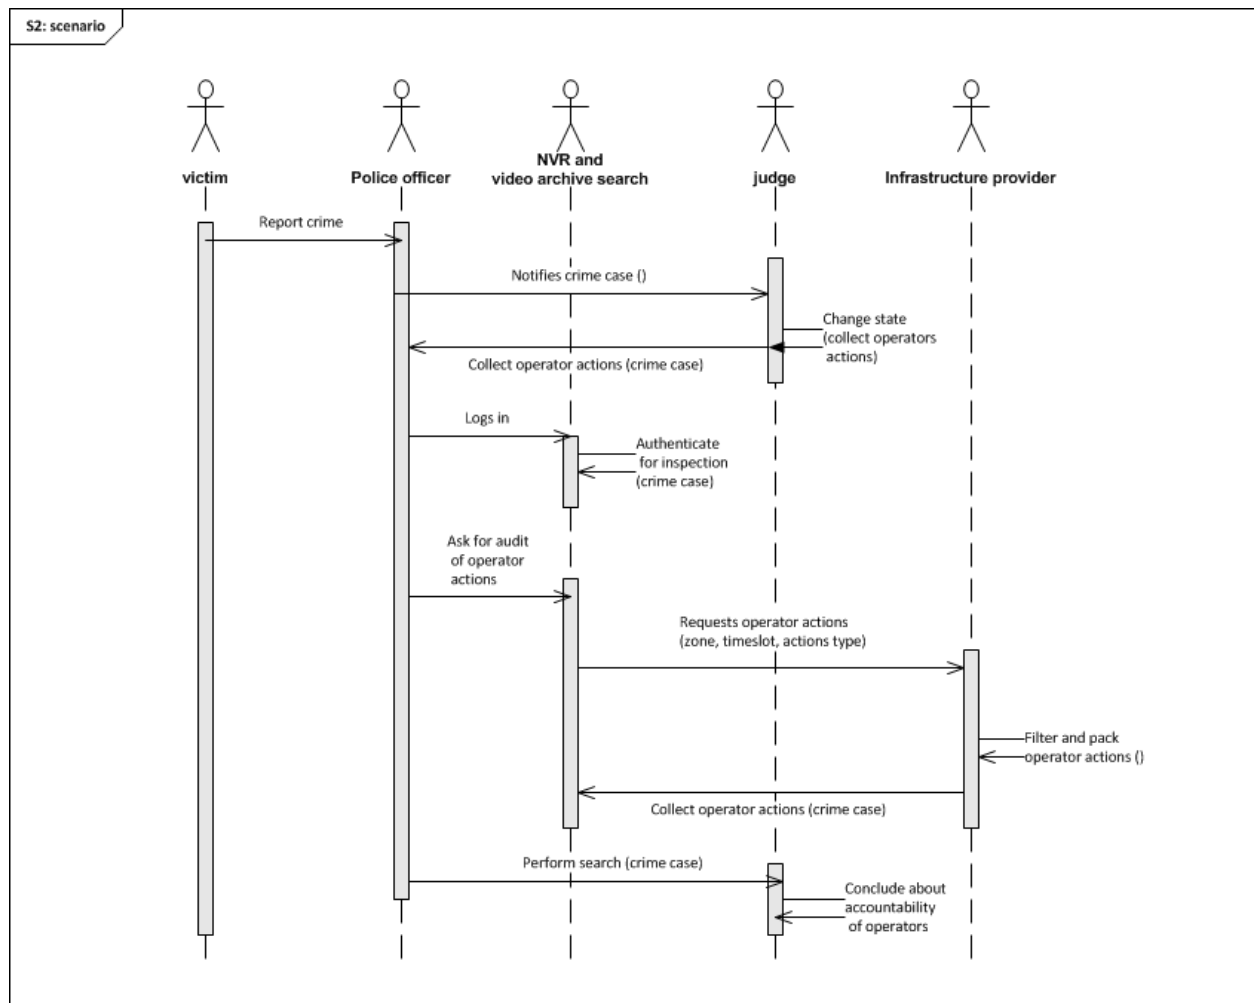 S2: scenario
victim
Police officer
NVR and
video archive search
judge
Infrastructure provider
Report crime
Notifies crime case ()
Change state
(collect operators
actions)
Collect operator actions (crime case)
Logs in
Authenticate
for inspection
(crime case)
Ask for audit
of operator
actions
Requests operator actions
(zone, timeslot, actions type)
Filter and pack
operator actions ()
Collect operator actions (crime case)
Perform search (crime case)
Conclude about
accountability
of operators